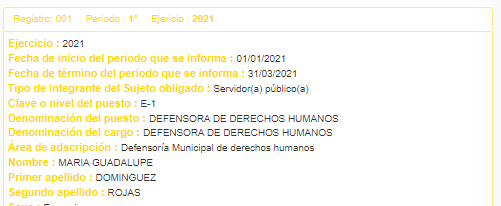 Registro: 001 Periodo : 1° Ejericio : 2021
Ejercicio : 2021
Fecha de inicio del periodo que se informa : 01/01/2021
Fecha de término del periodo que se informa : 31/03/2021
Tipo de integrante del Sujeto obligado : Servidor(a) público(a)
Clave o nivel del puesto : E-1
Denominación del puesto : DEFENSORA DE DERECHOS HUMANOS
Denominación del cargo : DEFENSORA DE DERECHOS HUMANOS
Área de adscripción : Defensoría Municipal de derechos humanos
Nombre : MARIA GUADALUPE
Primer apellido : DOMINGUEZ
Segundo apellido : ROJAS